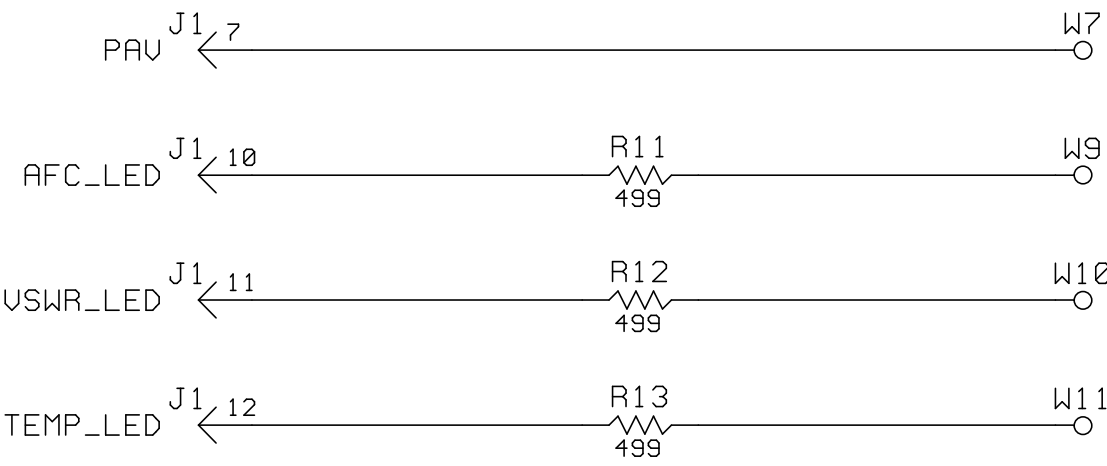 J1 7 W7
PAV
J1 10 R11 W9
AFC_LED
499
J1 11 R12 W10
VSWR_LED
499
J1 12 R13 W11
TEMP_LED
499